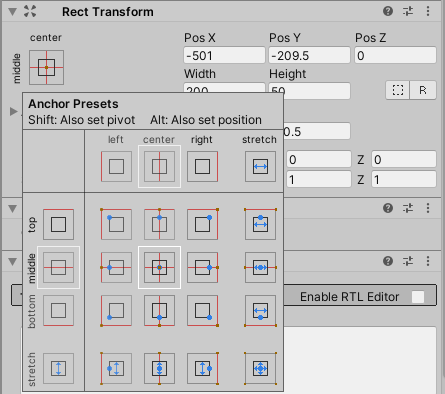 Rect Transform
center
middle
Pos X
Pos Y
Pos Z
-501
-209.5
0
Width
Height
200
50
R
Anchor Presets
Shift: Also set pivot
Alt: Also set position
0.5
left
center
right
stretch
0
Z
0
1
Z
1
top
middle
bottom
stretch
Enable RTL Editor